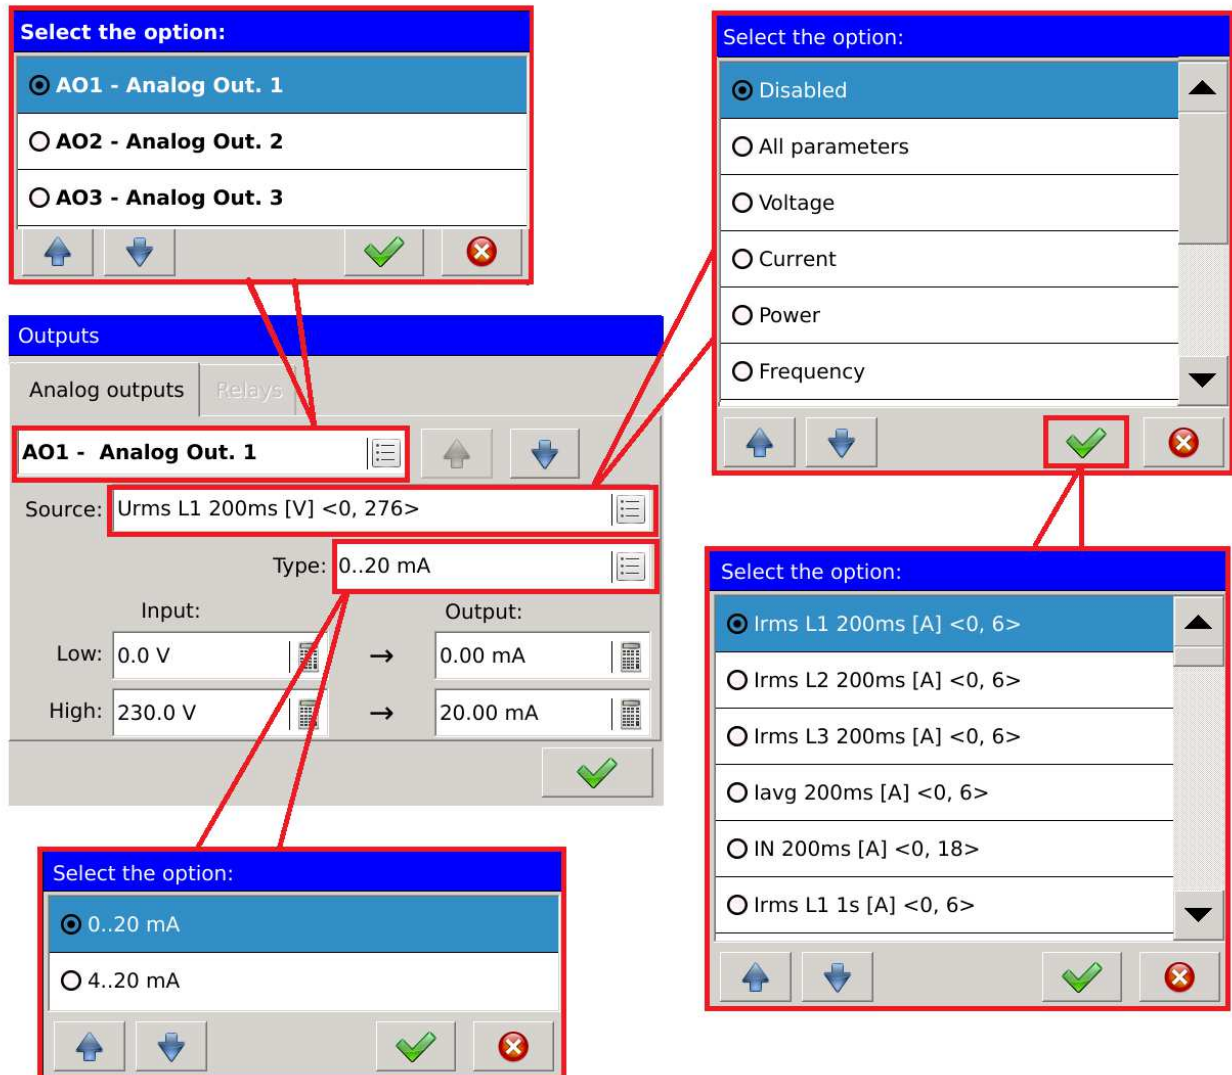 Select the option:
AO1 - Analog Out. 1
AO2 - Analog Out. 2
AO3 - Analog Out. 3
Select the option:
Disabled
All parameters
Voltage
Current
Power
Frequency
Outputs
Analog outputs Relays
AO1 - Analog Out. 1
Source: Urms L1 200ms [V] <0, 276>
Type: 0..20 mA
Input: Output:
Low: 0.0 V → 0.00 mA
High: 230.0 V → 20.00 mA
Select the option:
Irms L1 200ms [A] <0, 6>
Irms L2 200ms [A] <0, 6>
Irms L3 200ms [A] <0, 6>
Iavg 200ms [A] <0, 6>
IN 200ms [A] <0, 18>
Irms L1 1s [A] <0, 6>
Select the option:
0..20 mA
4..20 mA